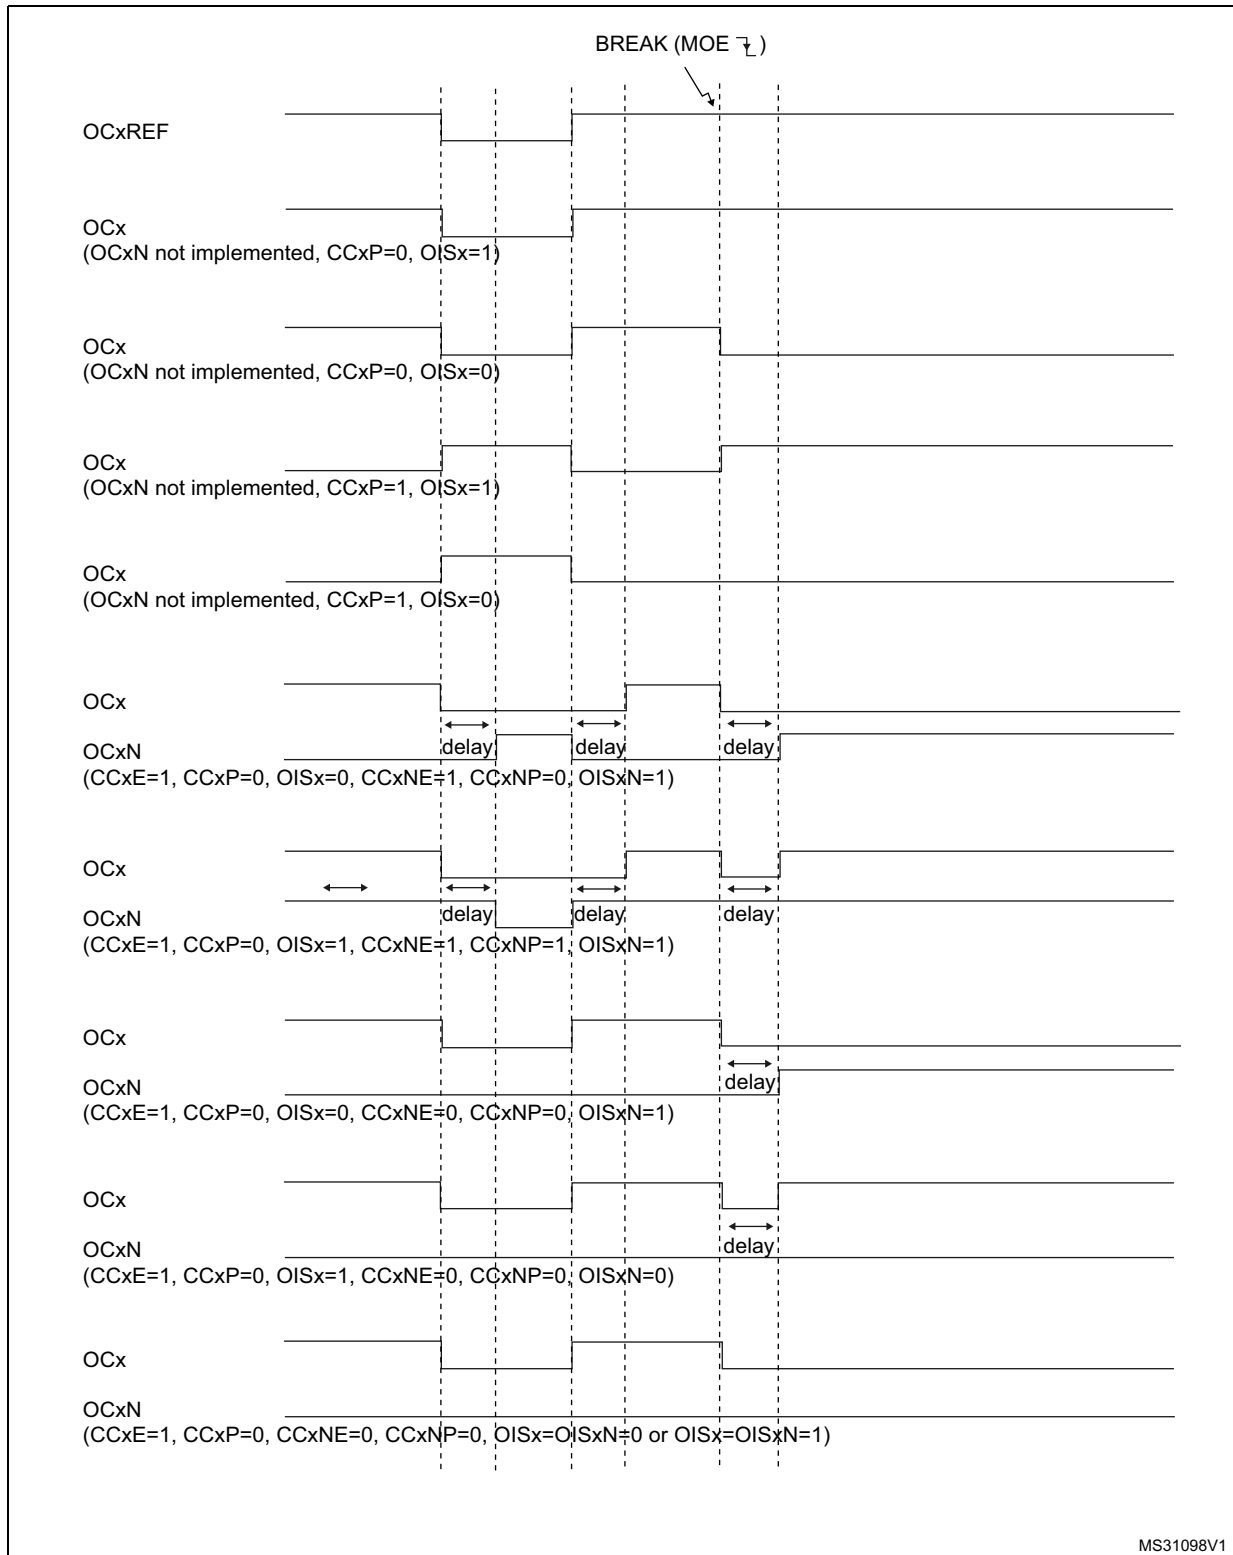 BREAK (MOE )
OCxREF
OCx
(OCxN not implemented, CCxP=0, OISx=1)
OCx
(OCxN not implemented, CCxP=0, OISx=0)
OCx
(OCxN not implemented, CCxP=1, OISx=1)
OCx
(OCxN not implemented, CCxP=1, OISx=0)
OCx
OCxN delay delay delay
(CCxE=1, CCxP=0, OISx=0, CCxNE=1, CCxNP=0, OISxN=1)
OCx
OCxN delay delay delay
(CCxE=1, CCxP=0, OISx=1, CCxNE=1, CCxNP=1, OISxN=1)
OCx
OCxN delay
(CCxE=1, CCxP=0, OISx=0, CCxNE=0, CCxNP=0, OISxN=1)
OCx
OCxN delay
(CCxE=1, CCxP=0, OISx=1, CCxNE=0, CCxNP=0, OISxN=0)
OCx
OCxN
(CCxE=1, CCxP=0, CCxNE=0, CCxNP=0, OISx=OISxN=0 or OISx=OISxN=1)
MS31098V1